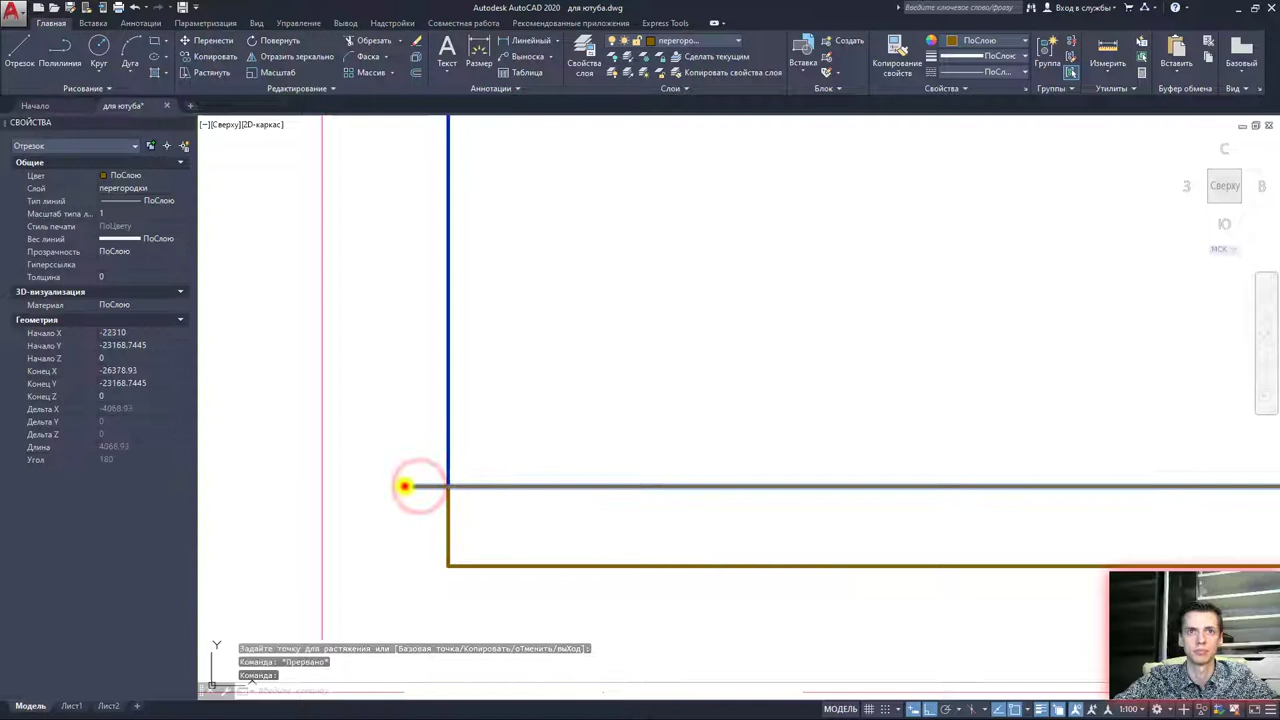 Autodesk AutoCAD 2020 для ютуба.dwg
Введите ключевое слово/фразу
Вход в службы
Главная Вставка Аннотации Параметризация Вид Управление Вывод Надстройки Совместная работа Рекомендованные приложения Express Tools
Отрезок Полилиния Круг Дуга
Перенести Повернуть Обрезать
Копировать Отразить зеркально Фаска
Растянуть Масштаб Массив
Рисование Редактирование
Текст Размер
Линейный
Выноска
Таблица
Аннотации
Свойства слоя
перегоро...
Сделать текущим
Копировать свойства слоя
Слои
Вставка Создать
Блок
Копирование свойств
ПоСлою
ПоСлою
ПоСл...
Свойства
Группа
Группы
Измерить
Утилиты
Вставить
Буфер обмена
Базовый
Вид
Начало для ютуба*
СВОЙСТВА
[−][Сверху][2D-каркас]
Отрезок
Общие
Цвет ПоСлою
Слой перегородки
Тип линий ПоСлою
Масштаб типа л... 1
Стиль печати ПоЦвету
Вес линий ПоСлою
Прозрачность ПоСлою
Гиперссылка
Толщина 0
3D-визуализация
Материал ПоСлою
Геометрия
Начало X -22310
Начало Y -23168.7445
Начало Z 0
Конец X -26378.93
Конец Y -23168.7445
Конец Z 0
Дельта X -4068.93
Дельта Y 0
Дельта Z 0
Длина 4068.93
Угол 180
С
З Сверху В
Ю
МСК
Y
Задайте точку для растяжения или [Базовая точка/Копировать/оТменить/выХод]:
Команда: *Прервано*
Команда:
Введите команду
Модель Лист1 Лист2
МОДЕЛЬ
1:100